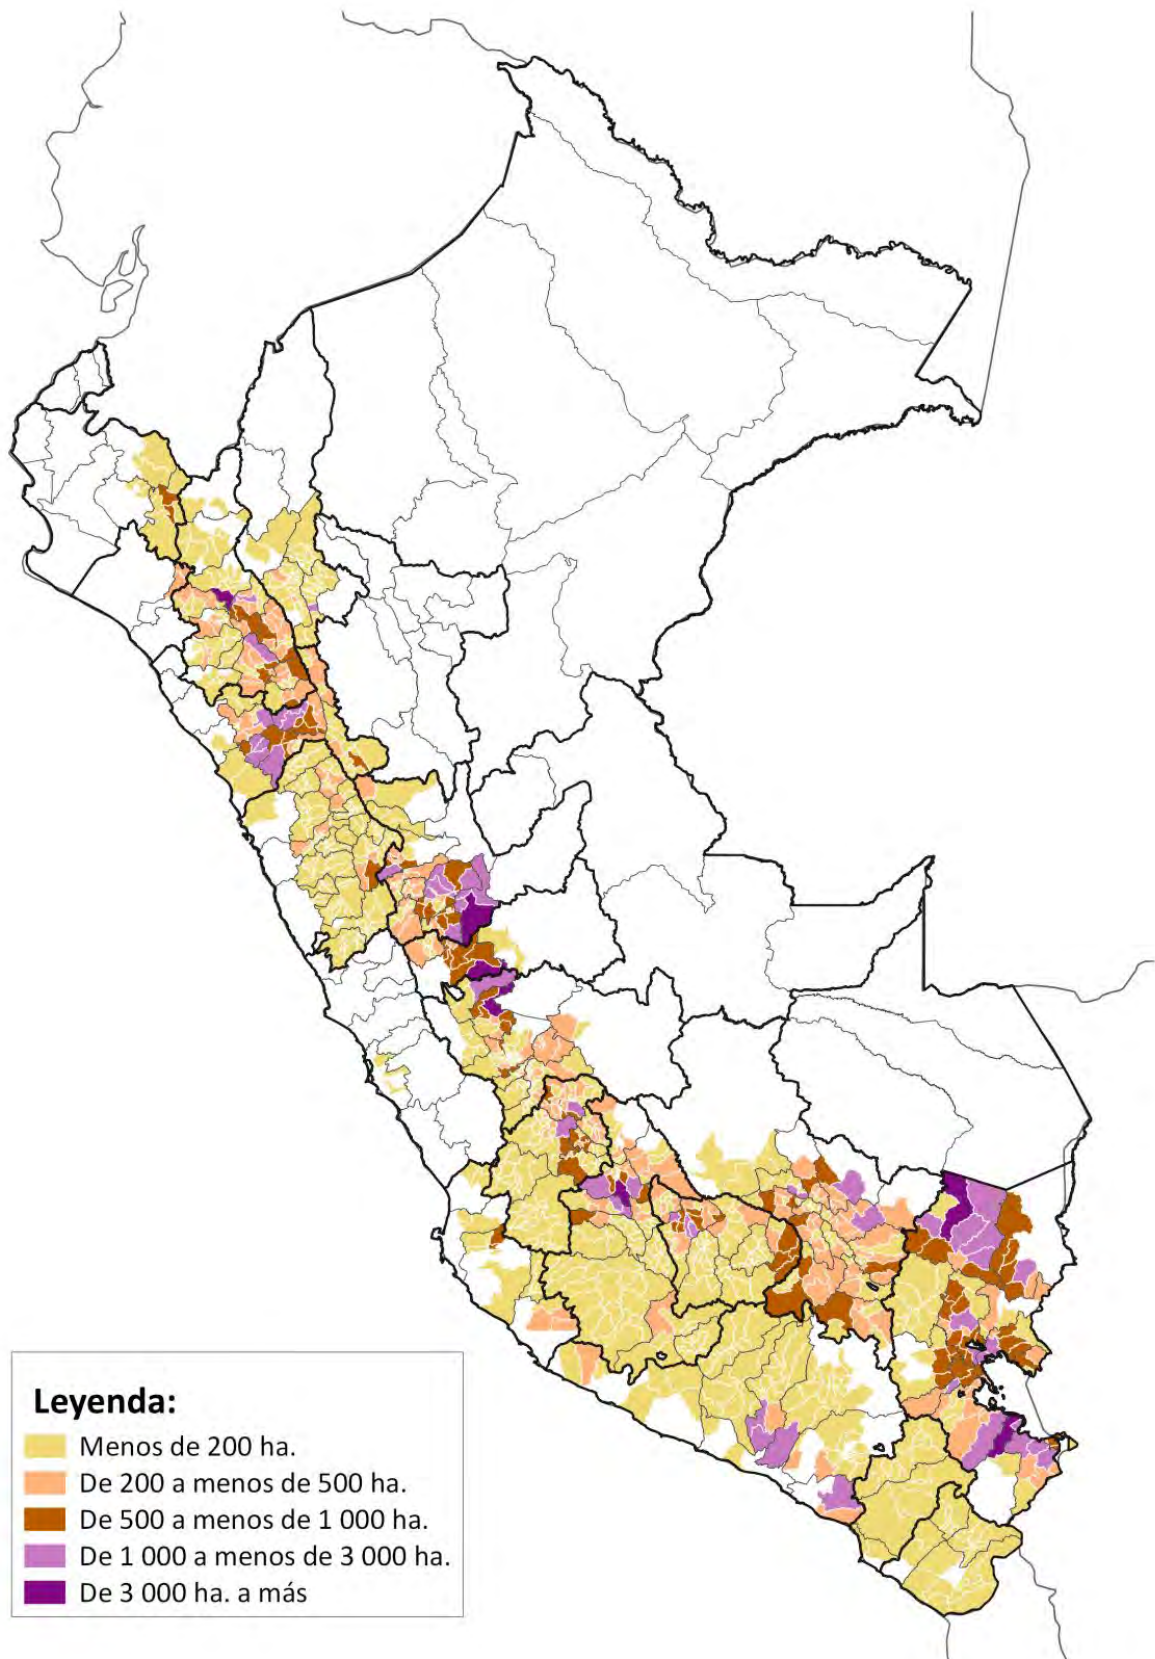 Leyenda:
Menos de 200 ha.
De 200 a menos de 500 ha.
De 500 a menos de 1 000 ha.
De 1 000 a menos de 3 000 ha.
De 3 000 ha. a más